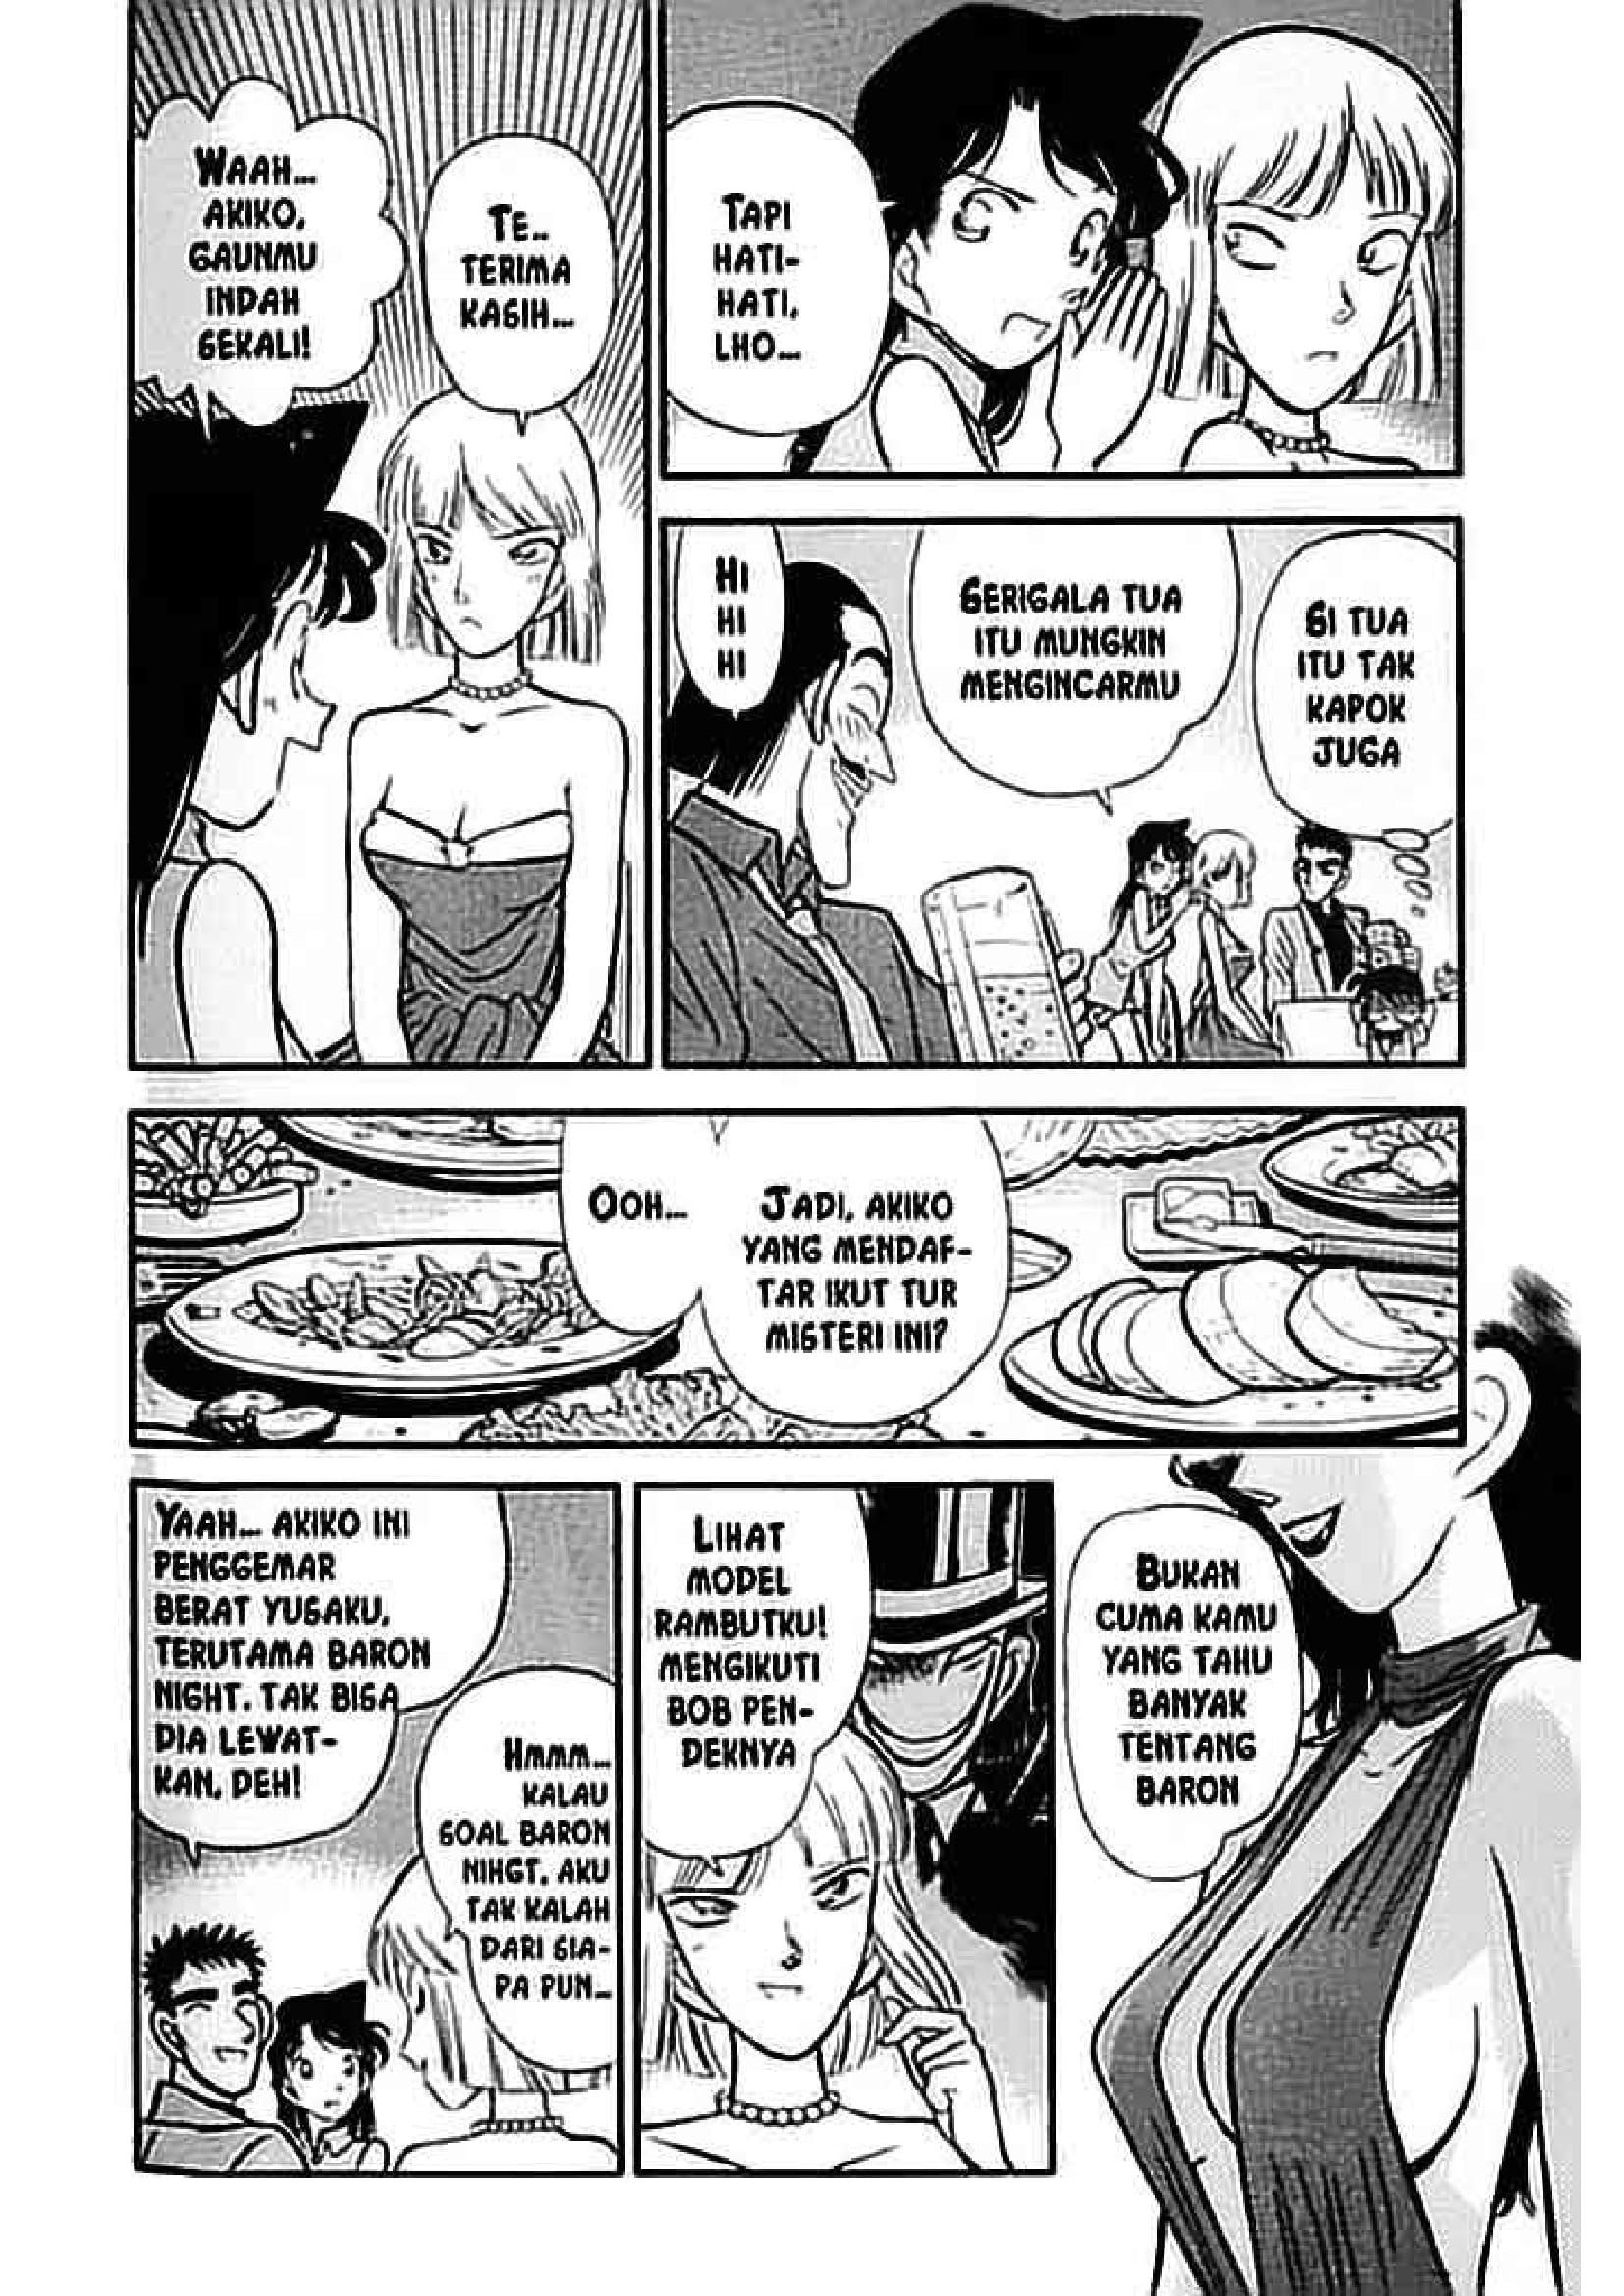 WAAH...
AKIKO,
GAUNMU
INDAH
SEKALI!
TE..
TERIMA
KASIH...
TAPI
HATI-
HATI,
LHO...
HI
HI
HI
SERIGALA TUA
ITU MUNGKIN
MENGINCARMU
SI TUA
ITU TAK
KAPOK
JUGA
OOH...
JADI, AKIKO
YANG MENDAF-
TAR IKUT TUR
MISTERI INI?
YAAH... AKIKO INI
PENGGEMAR
BERAT YUSAKU,
TERUTAMA BARON
NIGHT. TAK BISA
DIA LEWAT-
KAN, DEH!
HMMM...
KALAU
SOAL BARON
NIHGT, AKU
TAK KALAH
DARI SIA-
PA PUN...
LIHAT
MODEL
RAMBUTKU!
MENGIKUTI
BOB PEN-
DEKNYA
BUKAN
CUMA KAMU
YANG TAHU
BANYAK
TENTANG
BARON